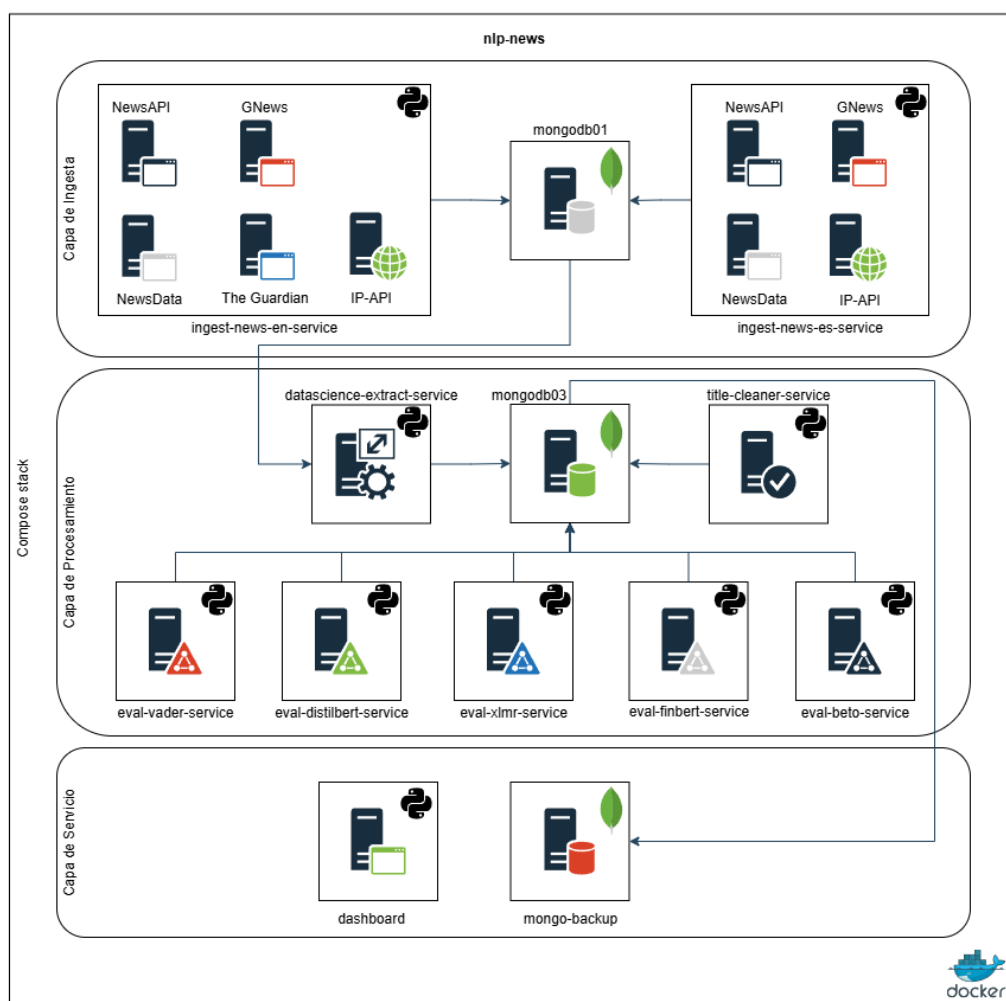 nlp-news
Compose stack
Capa de Ingesta
NewsAPI
GNews
NewsData
The Guardian
IP-API
ingest-news-en-service
mongodb01
NewsAPI
GNews
NewsData
IP-API
ingest-news-es-service
Capa de Procesamiento
datascience-extract-service
mongodb03
title-cleaner-service
eval-vader-service
eval-distilbert-service
eval-xlmr-service
eval-finbert-service
eval-beto-service
Capa de Servicio
dashboard
mongo-backup
docker